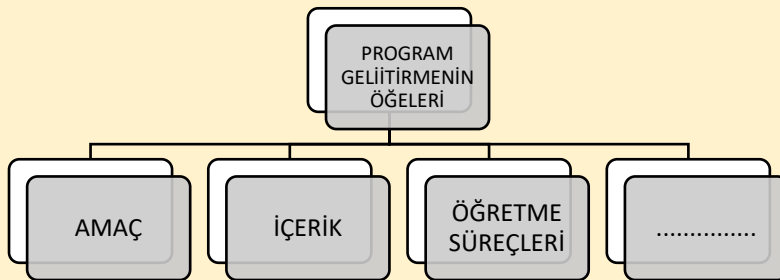 PROGRAM
GELİİTİRMENİN
ÖĞELERİ
AMAÇ
İÇERİK
ÖĞRETME
SÜREÇLERİ
...............